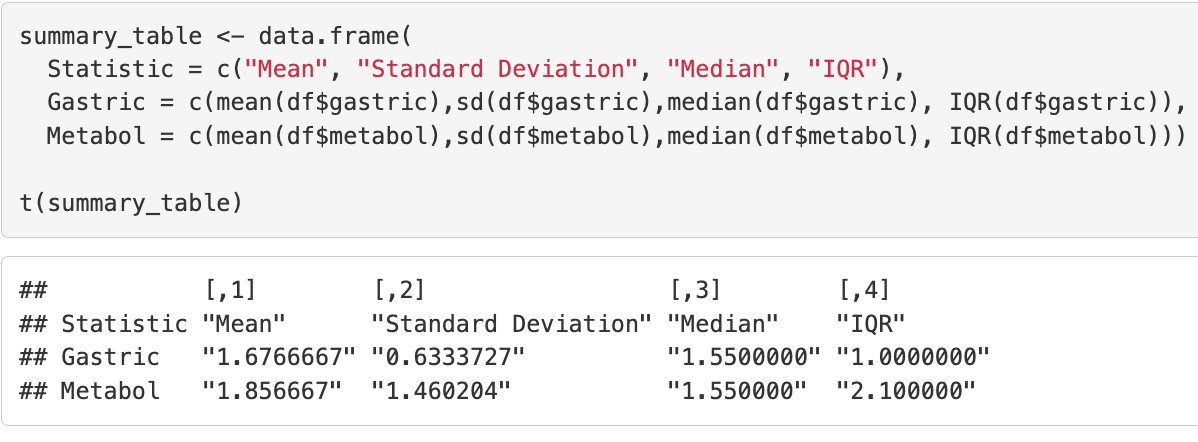 summary_table <- data.frame(
  Statistic = c("Mean", "Standard Deviation", "Median", "IQR"),
  Gastric = c(mean(df$gastric),sd(df$gastric),median(df$gastric), IQR(df$gastric)),
  Metabol = c(mean(df$metabol),sd(df$metabol),median(df$metabol), IQR(df$metabol)))
t(summary_table)
##           [,1]        [,2]                 [,3]        [,4]
## Statistic "Mean"      "Standard Deviation" "Median"    "IQR"
## Gastric   "1.6766667" "0.6333727"          "1.5500000" "1.0000000"
## Metabol   "1.856667"  "1.460204"           "1.550000"  "2.100000"